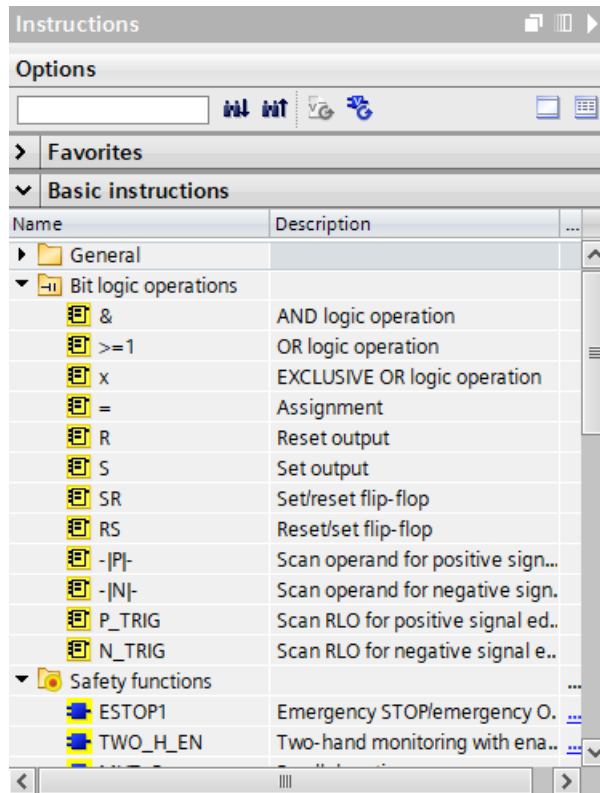 Instructions
Options
Favorites
Basic instructions
Name Description ...
General
Bit logic operations
& AND logic operation
>=1 OR logic operation
x EXCLUSIVE OR logic operation
= Assignment
R Reset output
S Set output
SR Set/reset flip-flop
RS Reset/set flip-flop
-|P|- Scan operand for positive sign...
-|N|- Scan operand for negative sign.
P_TRIG Scan RLO for positive signal ed..
N_TRIG Scan RLO for negative signal e..
Safety functions ...
ESTOP1 Emergency STOP/emergency O. ...
TWO_H_EN Two-hand monitoring with ena.. ...